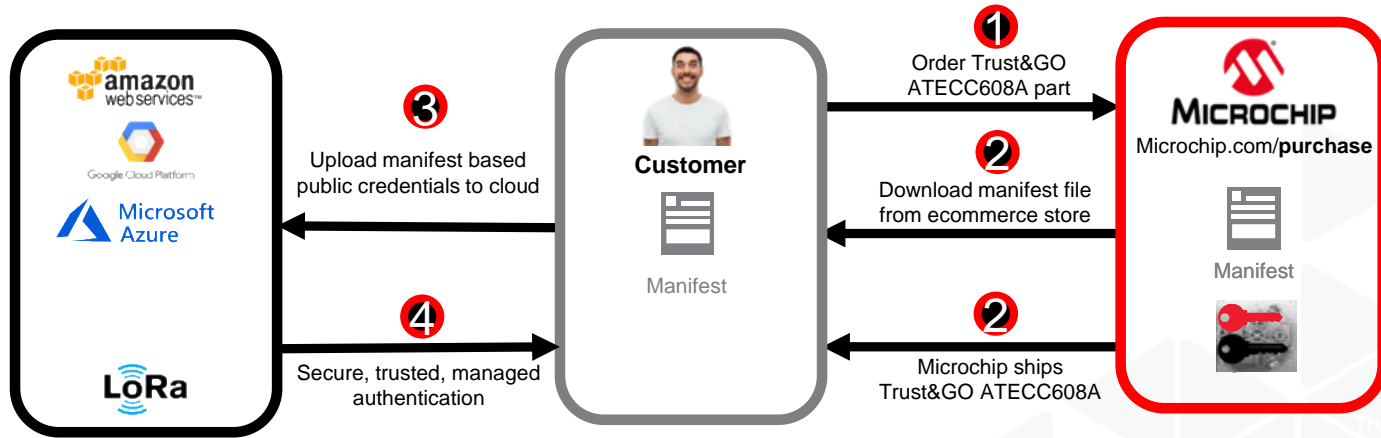 amazon
webservices™
Google Cloud Platform
Microsoft
Azure
LoRa
3
Upload manifest based
public credentials to cloud
4
Secure, trusted, managed
authentication
Customer
Manifest
1
Order Trust&GO
ATECC608A part
2
Download manifest file
from ecommerce store
2
Microchip ships
Trust&GO ATECC608A
MICROCHIP
Microchip.com/purchase
Manifest